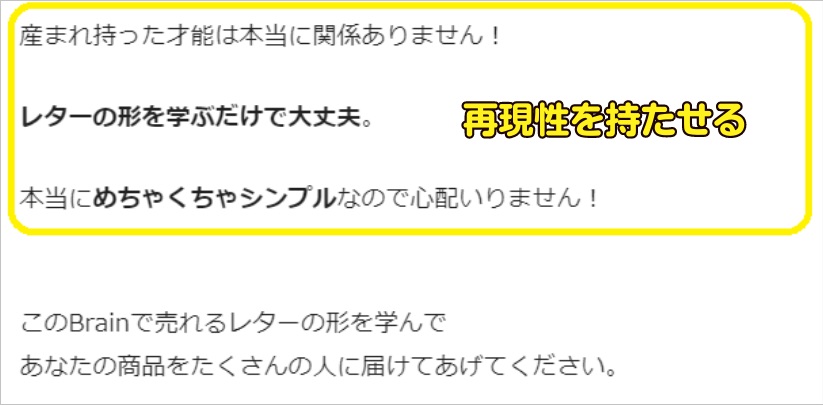 産まれ持った才能は本当に関係ありません！
レターの形を学ぶだけで大丈夫。
再現性を持たせる
本当にめちゃくちゃシンプルなので心配いりません！
このBrainで売れるレターの形を学んで
あなたの商品をたくさんの人に届けてあげてください。